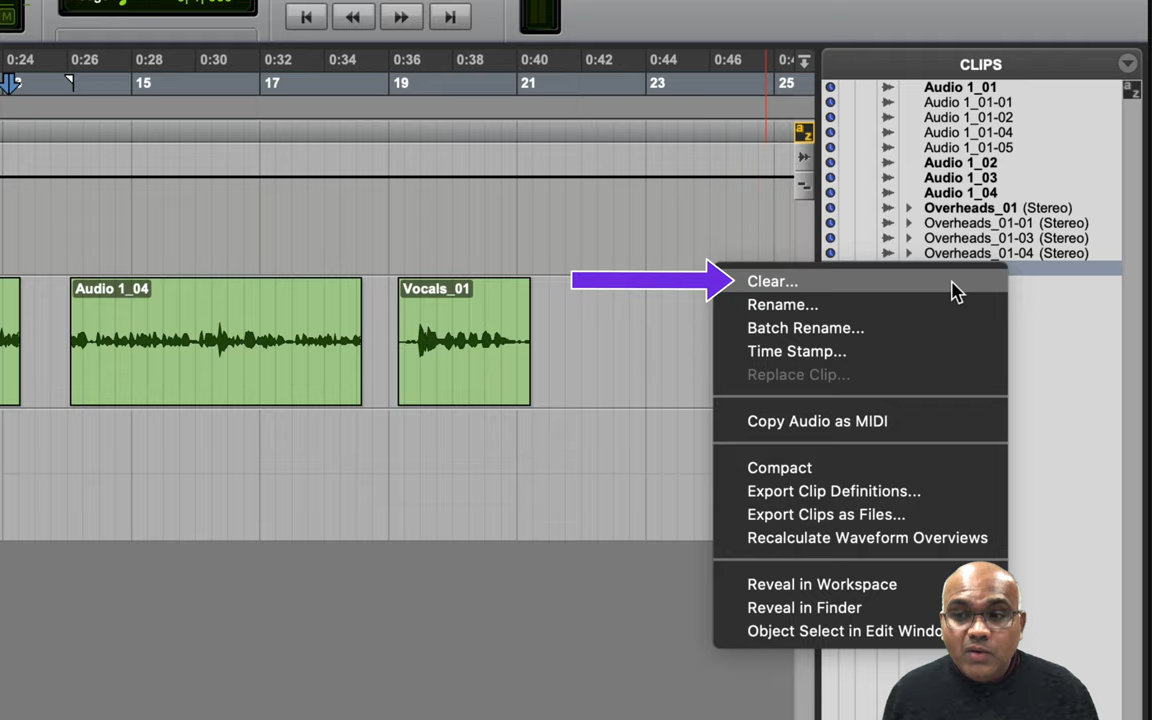 0:24 0:26 0:28 0:30 0:32 0:34 0:36 0:38 0:40 0:42 0:44 0:46
15 17 19 21 23 25
CLIPS
a
z
a
z
Audio 1_01
Audio 1_01-01
Audio 1_01-02
Audio 1_01-04
Audio 1_01-05
Audio 1_02
Audio 1_03
Audio 1_04
Overheads_01 (Stereo)
Overheads_01-01 (Stereo)
Overheads_01-03 (Stereo)
Overheads_01-04 (Stereo)
Audio 1_04
Vocals_01
Clear...
Rename...
Batch Rename...
Time Stamp...
Replace Clip...
Copy Audio as MIDI
Compact
Export Clip Definitions...
Export Clips as Files...
Recalculate Waveform Overviews
Reveal in Workspace
Reveal in Finder
Object Select in Edit